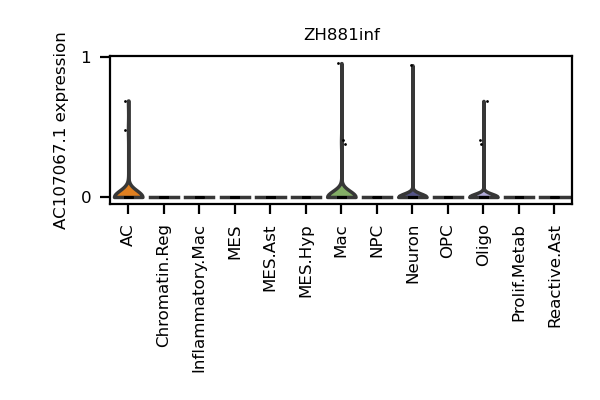 ZH881inf
AC107067.1 expression
1
0
AC
Chromatin.Reg
Inflammatory.Mac
MES
MES.Ast
MES.Hyp
Mac
NPC
Neuron
OPC
Oligo
Prolif.Metab
Reactive.Ast